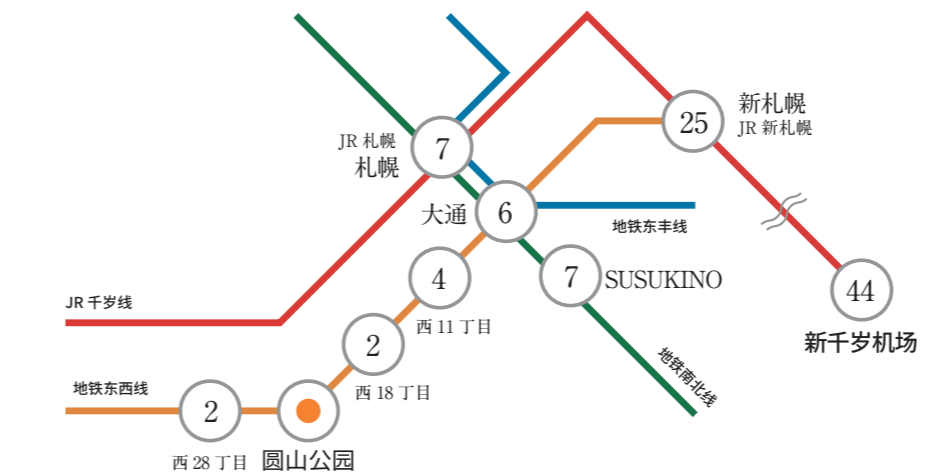 25
新札幌
JR 新札幌
JR 札幌
札幌
7
大通
6
地铁东丰线
4
西 11 丁目
7
SUSUKINO
44
新千岁机场
JR 千岁线
2
西 18 丁目
地铁南北线
地铁东西线
2
西 28 丁目
圆山公园